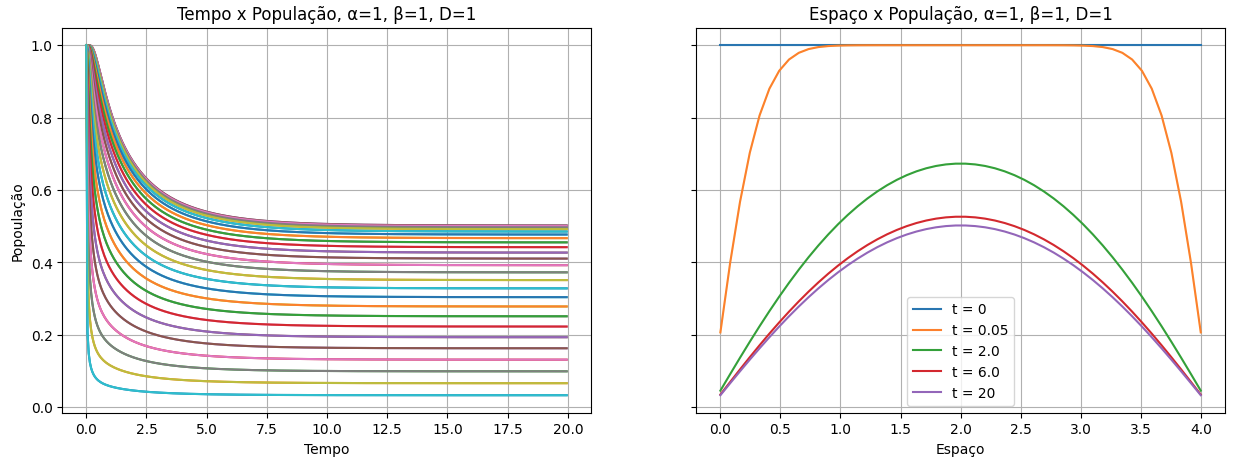 Tempo x População, α=1, β=1, D=1
1.0
0.8
0.6
0.4
0.2
0.0
Popoulação
0.0 2.5 5.0 7.5 10.0 12.5 15.0 17.5 20.0
Tempo
Espaço x População, α=1, β=1, D=1
t = 0
t = 0.05
t = 2.0
t = 6.0
t = 20
0.0 0.5 1.0 1.5 2.0 2.5 3.0 3.5 4.0
Espaço